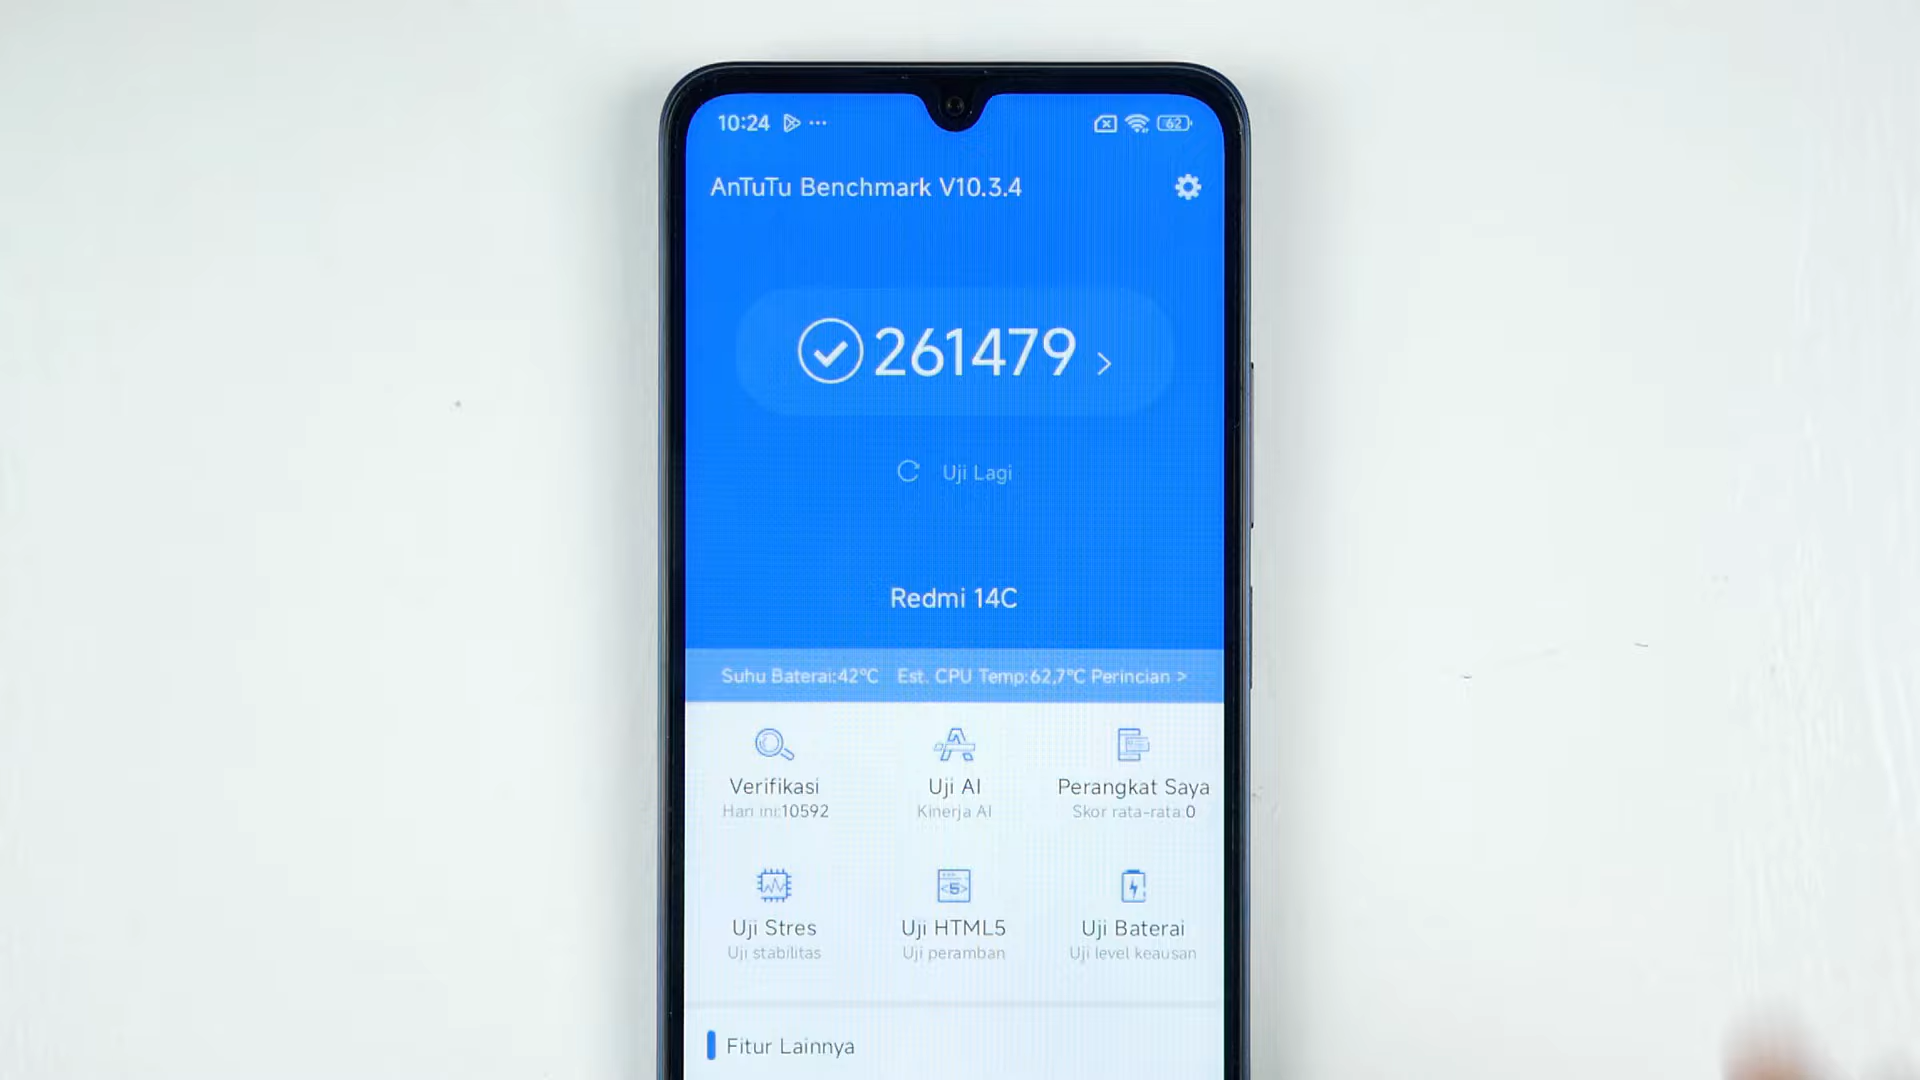 10:24
62
AnTuTu Benchmark V10.3.4
261479
Uji Lagi
Redmi 14C
Suhu Baterai:42℃ Est. CPU Temp:62,7℃ Perincian >
Verifikasi Uji AI Perangkat Saya
Hari ini:10592 Kinerja AI Skor rata-rata:0
Uji Stres Uji HTML5 Uji Baterai
Uji stabilitas Uji peramban Uji level keausan
Fitur Lainnya